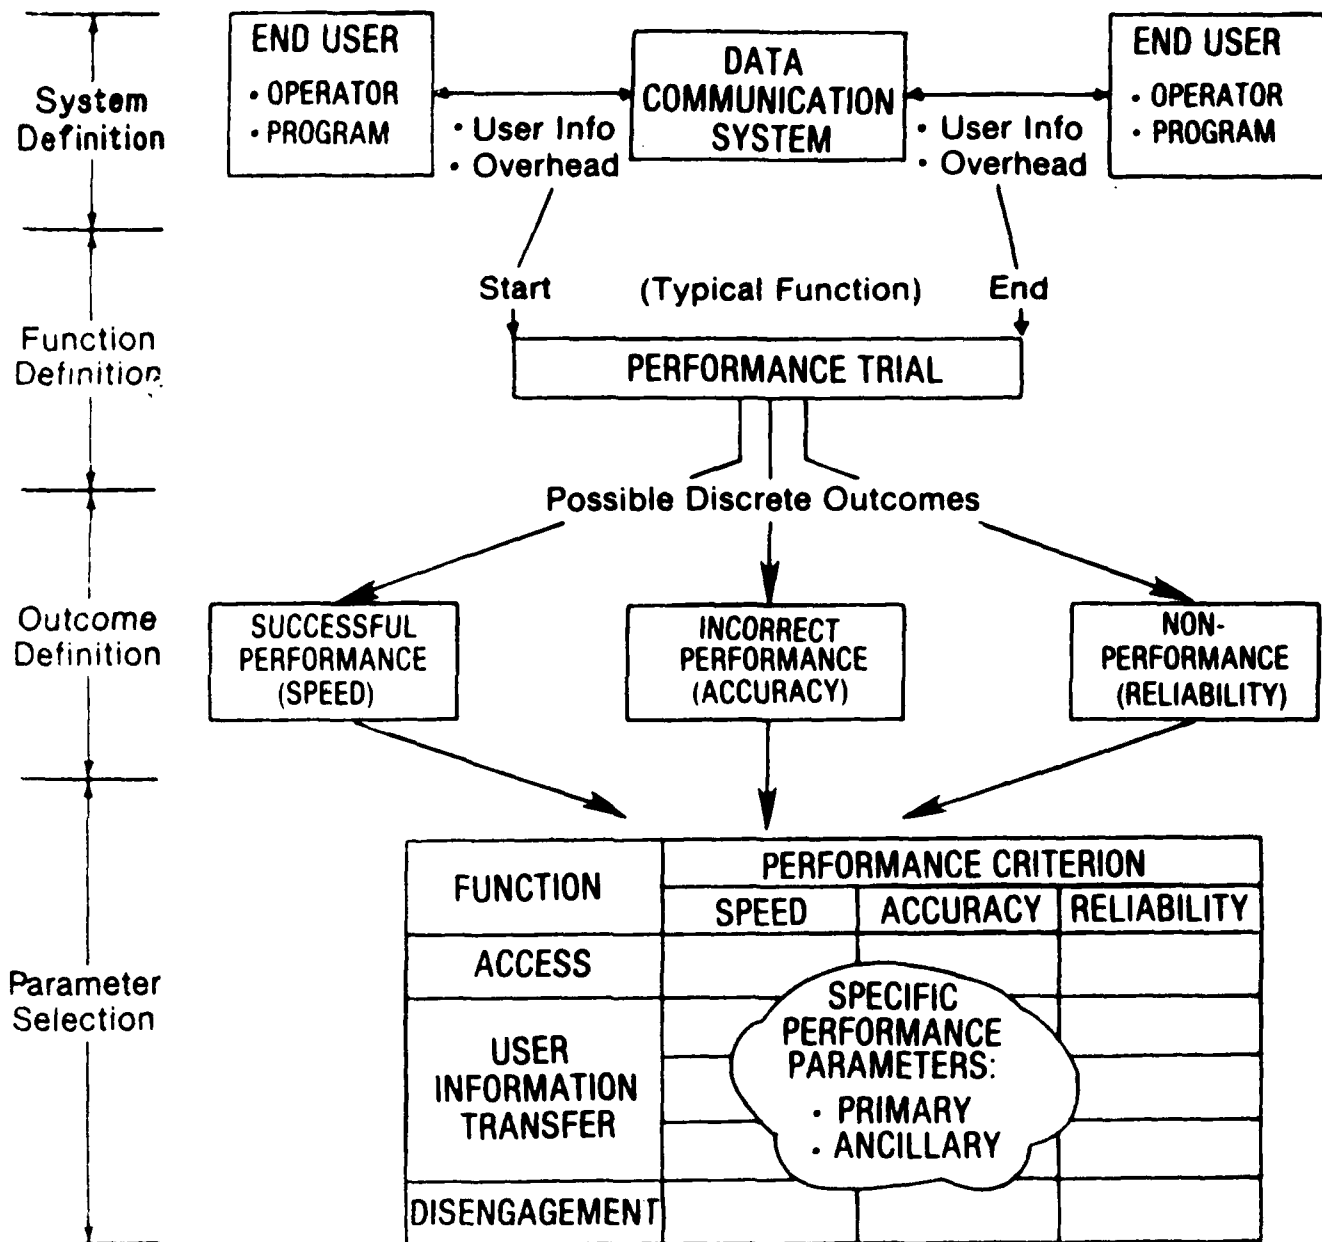 System
Definition
END USER
• OPERATOR
• PROGRAM
• User Info
• Overhead
DATA
COMMUNICATION
SYSTEM
• User Info
• Overhead
END USER
• OPERATOR
• PROGRAM
Function
Definition
Start
(Typical Function)
End
PERFORMANCE TRIAL
Possible Discrete Outcomes
Outcome
Definition
SUCCESSFUL
PERFORMANCE
(SPEED)
INCORRECT
PERFORMANCE
(ACCURACY)
NON-
PERFORMANCE
(RELIABILITY)
Parameter
Selection
FUNCTION
PERFORMANCE CRITERION
SPEED
ACCURACY
RELIABILITY
ACCESS
USER
INFORMATION
TRANSFER
DISENGAGEMENT
SPECIFIC
PERFORMANCE
PARAMETERS:
• PRIMARY
• ANCILLARY